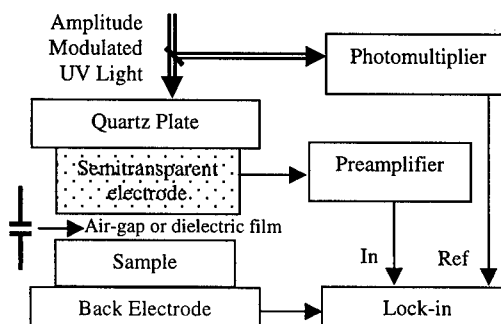 Amplitude
Modulated
UV Light
Photomultiplier
Quartz Plate
Semitransparent
electrode
Preamplifier
Air-gap or dielectric film
Sample
In
Ref
Back Electrode
Lock-in